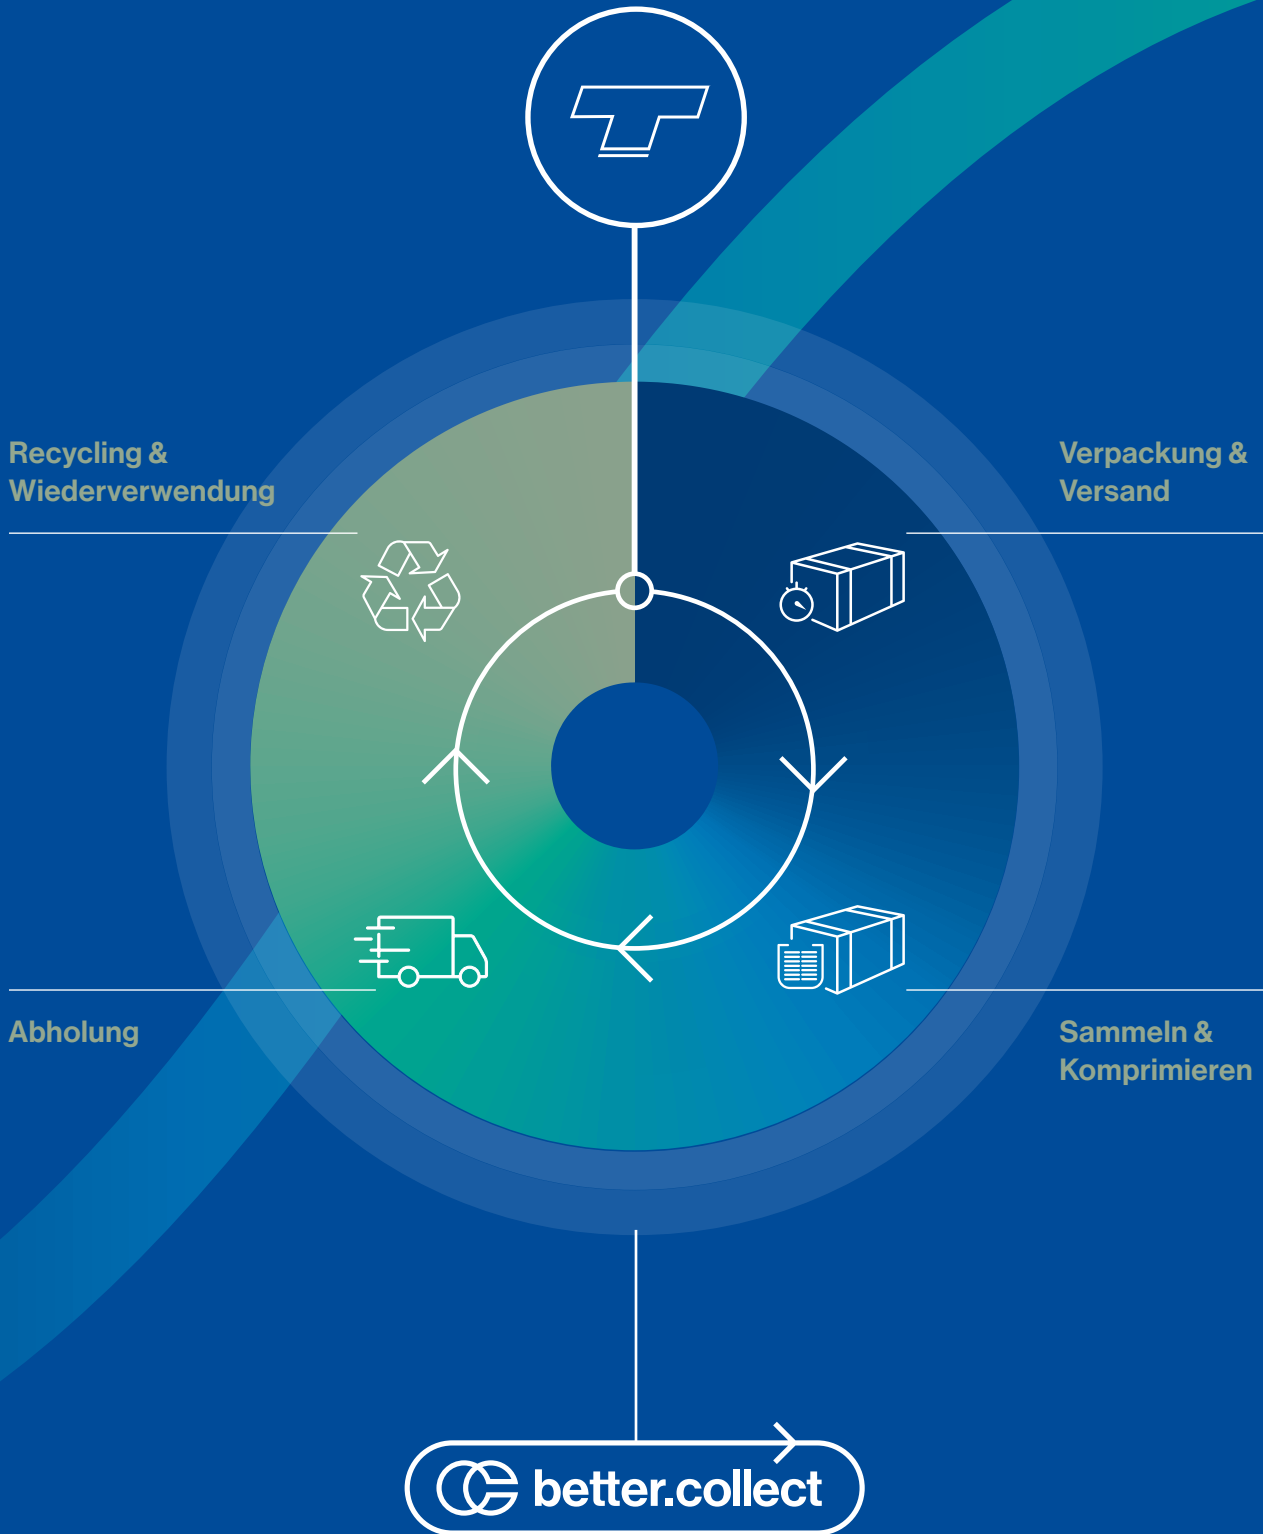 Recycling &
Wiederverwendung
Verpackung &
Versand
Abholung
Sammeln &
Komprimieren
better.collect